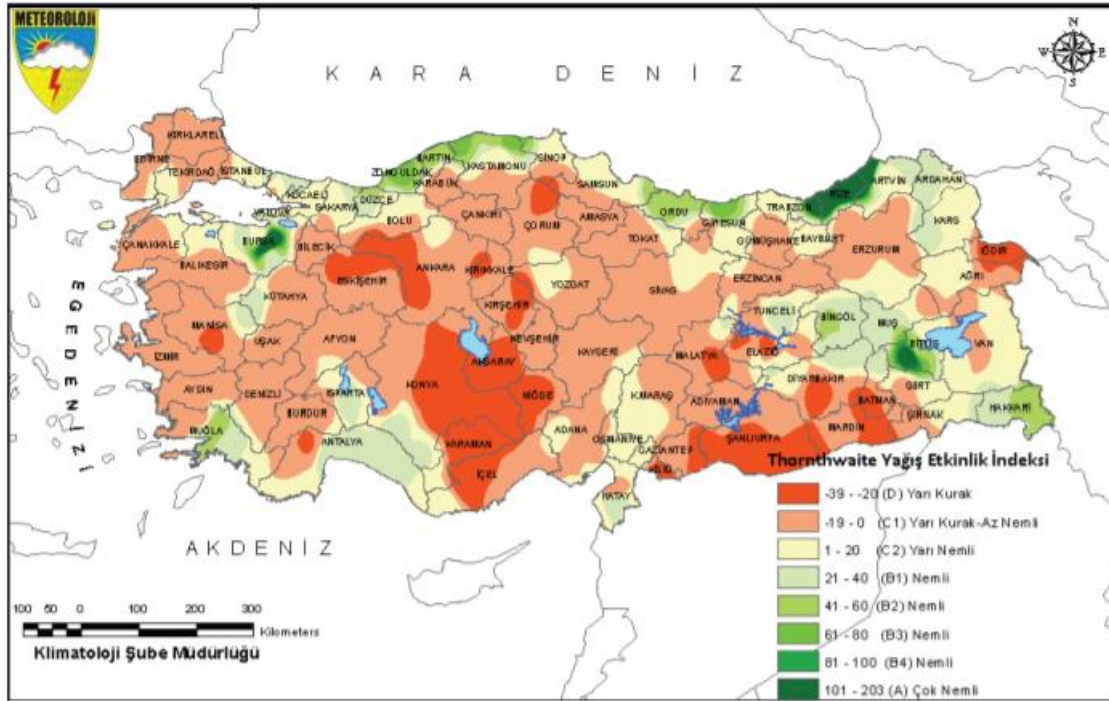 METEOROLOJİ
N
W E
S
KARA DENİZ
KIRKLARELİ
EDİRNE
TEKİRDAĞ
İSTANBUL
KOCAELİ
YALOVA
SAKARYA
DÜZCE
ZONGULDAK
BARTIN
KARABÜK
KASTAMONU
SİNOP
SAMSUN
ORDU
GİRESUN
TRABZON
RİZE
ARTVİN
ARDAHAN
KARS
IĞDIR
AĞRI
ERZURUM
BAYBURT
GÜMÜŞHANE
ERZİNCAN
TOKAT
AMASYA
ÇORUM
ÇANKIRI
BOLU
BİLECİK
BURSA
ÇANAKKALE
BALIKESİR
KÜTAHYA
ESKİŞEHİR
ANKARA
KIRIKKALE
YOZGAT
SİVAS
TUNCELİ
BİNGÖL
MUŞ
BİTLİS
VAN
EGE DENİZİ
MANİSA
İZMİR
UŞAK
AFYON
KIRŞEHİR
NEVŞEHİR
AKSARAY
KAYSERİ
MALATYA
ELAZIĞ
DİYARBAKIR
SİİRT
BATMAN
ŞIRNAK
HAKKARİ
AYDIN
DENİZLİ
ISPARTA
BURDUR
KONYA
NİĞDE
K.MARAŞ
ADIYAMAN
MARDİN
MUĞLA
ANTALYA
KARAMAN
İÇEL
ADANA
OSMANİYE
GAZİANTEP
KİLİS
ŞANLIURFA
HATAY
AKDENİZ
Thornthwaite Yağış Etkinlik İndeksi
-39 - -20 (D) Yarı Kurak
-19 - 0 (C1) Yarı Kurak-Az Nemli
1 - 20 (C2) Yarı Nemli
21 - 40 (B1) Nemli
41 - 60 (B2) Nemli
61 - 80 (B3) Nemli
81 - 100 (B4) Nemli
101 - 203 (A) Çok Nemli
100 50 0 100 200 300
Kilometers
Klimatoloji Şube Müdürlüğü